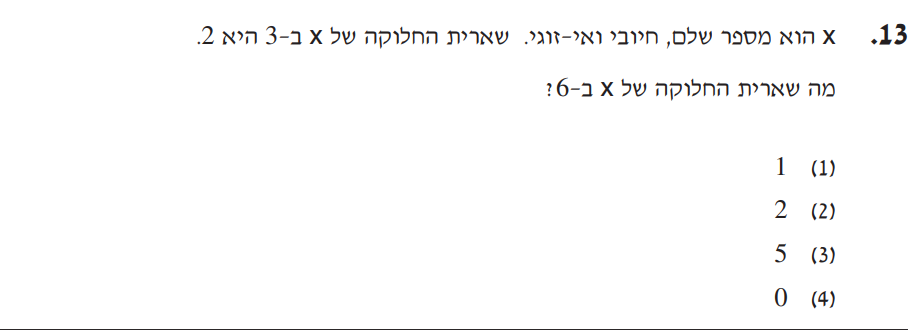 13. x הוא מספר שלם, חיובי ואי-זוגי. שארית החלוקה של x ב-3 היא 2.
מה שארית החלוקה של x ב-6?
(1) 1
(2) 2
(3) 5
(4) 0